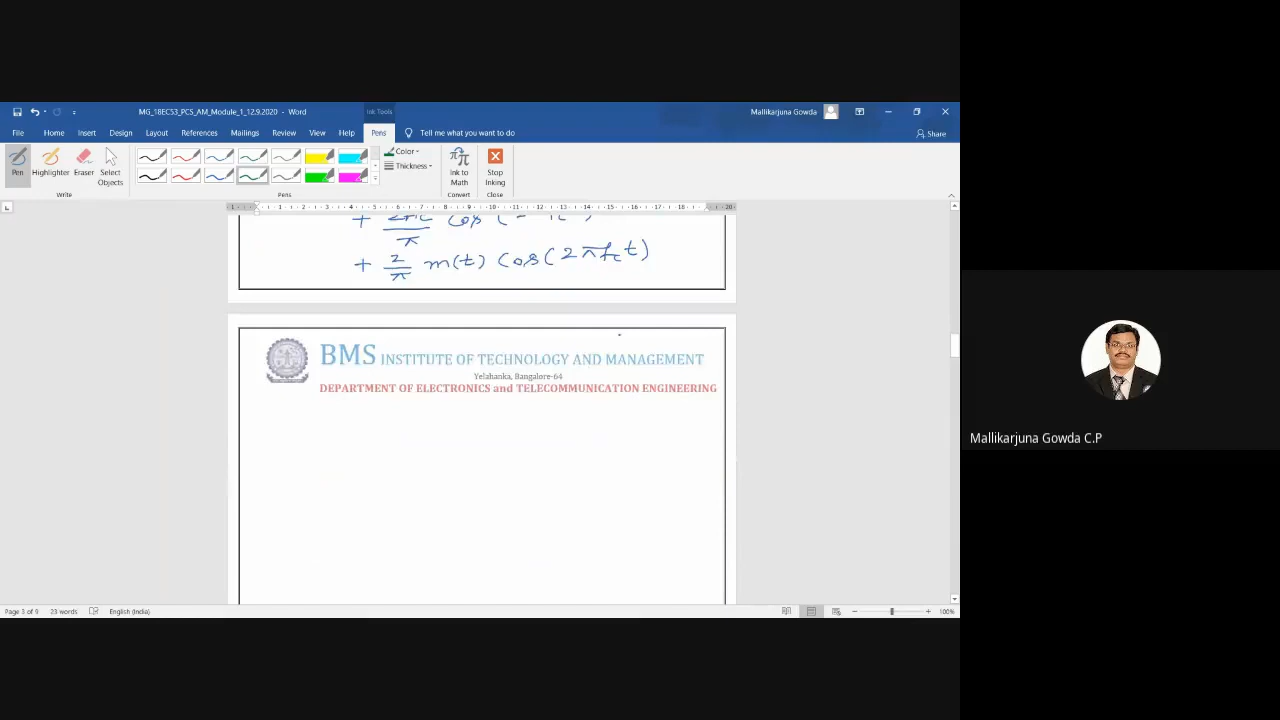 MG_18EC53_PCS_AM_Module_1_12.9.2020 - Word
Ink Tools
Mallikarjuna Gowda
File Home Insert Design Layout References Mailings Review View Help Pens Tell me what you want to do
Share
Pen
Highlighter
Eraser
Select Objects
Color
Thickness
Ink to Math
Stop Inking
Write
Pens
Convert
Close
+ 2/π m(t) Cos(2πfct)
BMS INSTITUTE OF TECHNOLOGY AND MANAGEMENT
Yelahanka, Bangalore-64
DEPARTMENT OF ELECTRONICS and TELECOMMUNICATION ENGINEERING
Mallikarjuna Gowda C.P
Page 3 of 9 23 words English (India)
100%